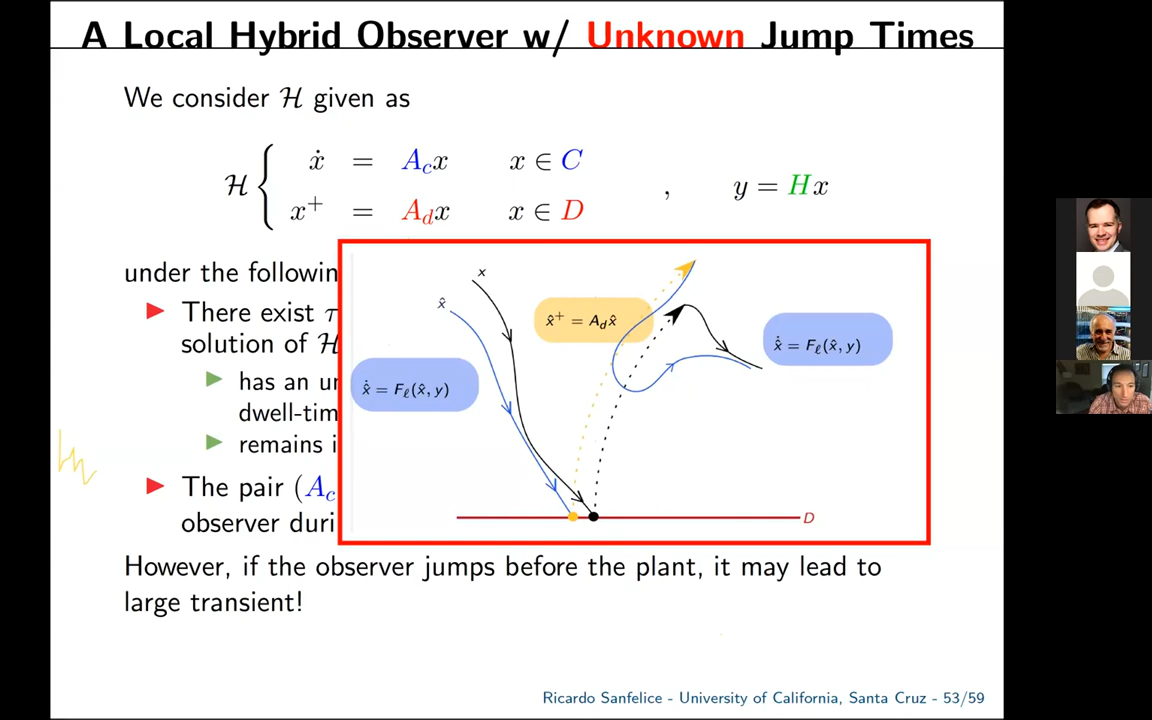 A Local Hybrid Observer w/ Unknown Jump Times
We consider ℋ given as
ℋ { ẋ = A_c x x ∈ C
x⁺ = A_d x x ∈ D , y = Hx
under the followin
There exist τ
solution of ℋ
has an un
dwell-tim
remains i
The pair (A_c
observer duri
x
x̂
x̂⁺ = A_d x̂
x̂̇ = F_ℓ(x̂, y)
x̂̇ = F_ℓ(x̂, y)
D
However, if the observer jumps before the plant, it may lead to
large transient!
Ricardo Sanfelice - University of California, Santa Cruz - 53/59